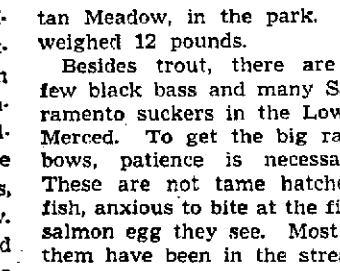 tan Meadow, in the park.
weighed 12 pounds.
Besides trout, there are
few black bass and many S
ramento suckers in the Low
Merced. To get the big ra
bows, patience is necessa
These are not tame hatche
fish, anxious to bite at the fi
salmon egg they see. Most
them have been in the strea